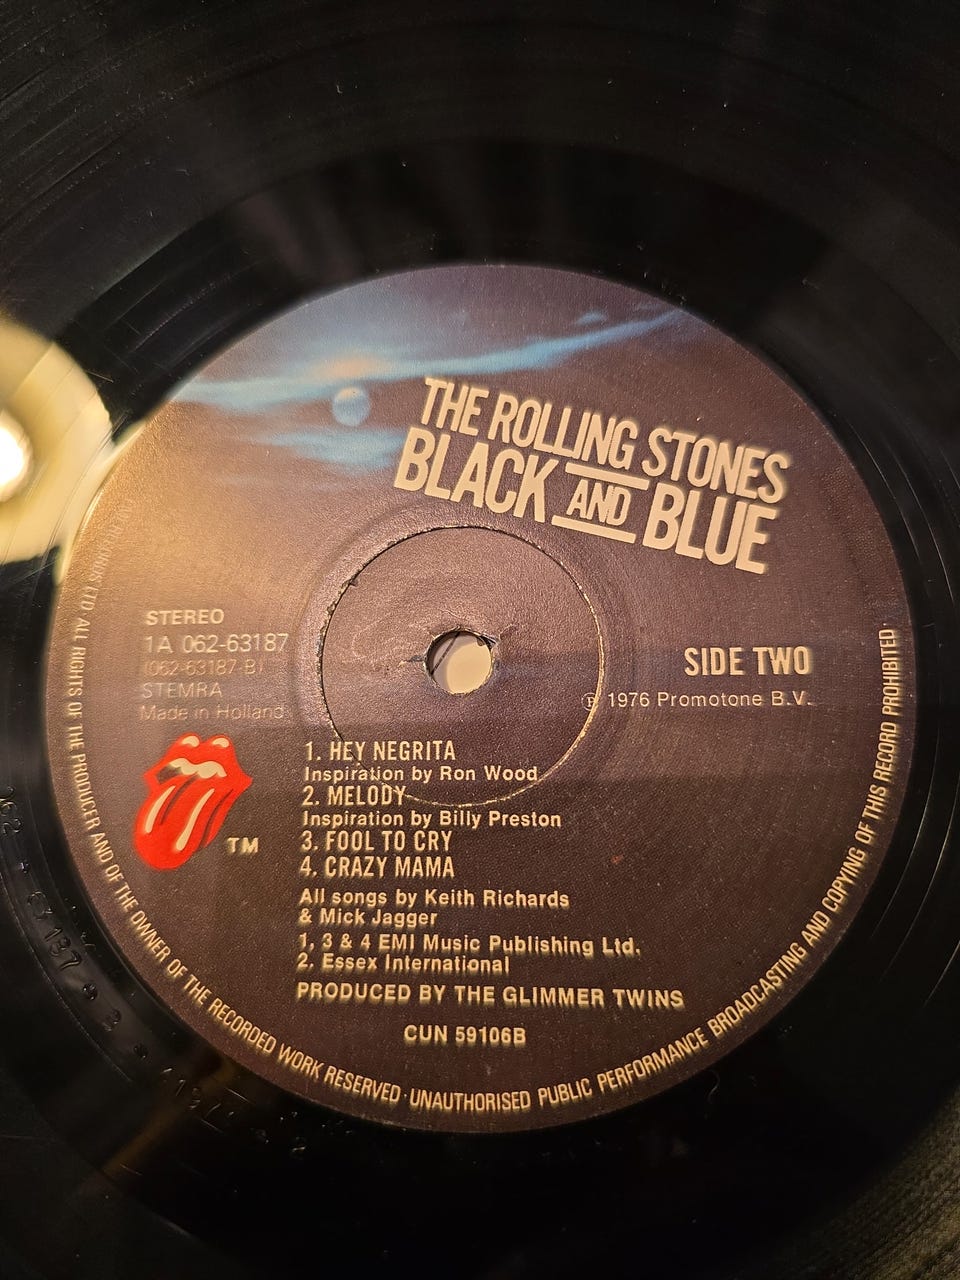 THE ROLLING STONES
BLACK AND BLUE
STEREO
1A 062-63187
(062-63187-B)
STEMRA
Made in Holland
SIDE TWO
℗ 1976 Promotone B.V.
1. HEY NEGRITA
Inspiration by Ron Wood
2. MELODY
Inspiration by Billy Preston
3. FOOL TO CRY
4. CRAZY MAMA
All songs by Keith Richards
& Mick Jagger
1, 3 & 4 EMI Music Publishing Ltd.
2. Essex International
PRODUCED BY THE GLIMMER TWINS
CUN 59106B
TM
LTD ALL RIGHTS OF THE PRODUCER AND OF THE OWNER OF THE RECORDED WORK RESERVED · UNAUTHORISED PUBLIC PERFORMANCE BROADCASTING AND COPYING OF THIS RECORD PROHIBITED